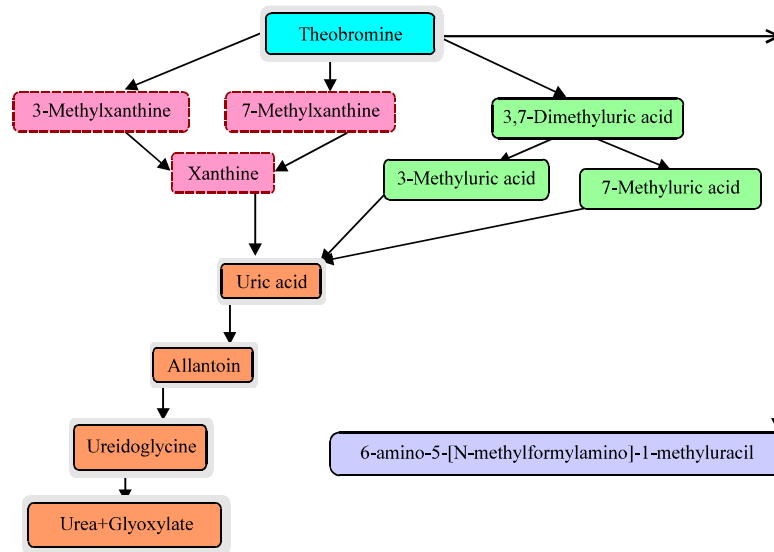 Theobromine
3-Methylxanthine
7-Methylxanthine
3,7-Dimethyluric acid
Xanthine
3-Methyluric acid
7-Methyluric acid
Uric acid
Allantoin
Ureidoglycine
6-amino-5-[N-methylformylamino]-1-methyluracil
Urea+Glyoxylate